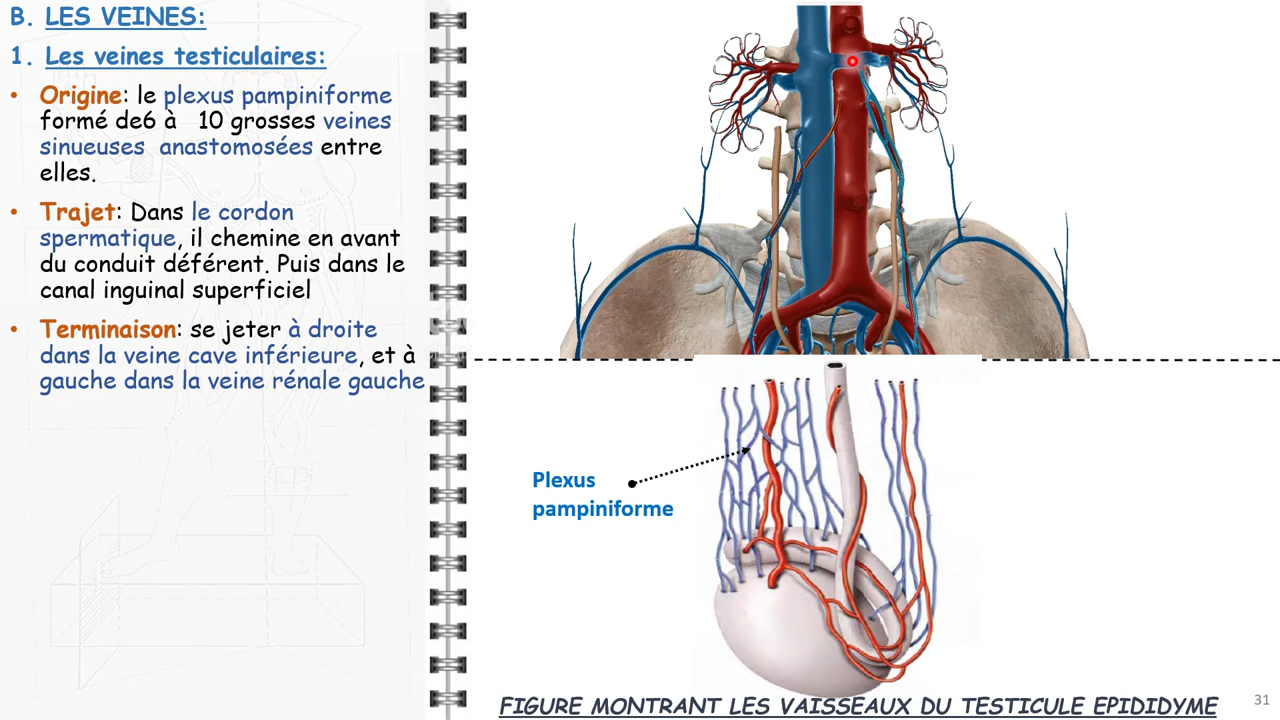 B. LES VEINES:
1. Les veines testiculaires:
• Origine: le plexus pampiniforme
formé de6 à 10 grosses veines
sinueuses anastomosées entre
elles.
• Trajet: Dans le cordon
spermatique, il chemine en avant
du conduit déférent. Puis dans le
canal inguinal superficiel
• Terminaison: se jeter à droite
dans la veine cave inférieure, et à
gauche dans la veine rénale gauche
Plexus
pampiniforme
FIGURE MONTRANT LES VAISSEAUX DU TESTICULE EPIDIDYME
31